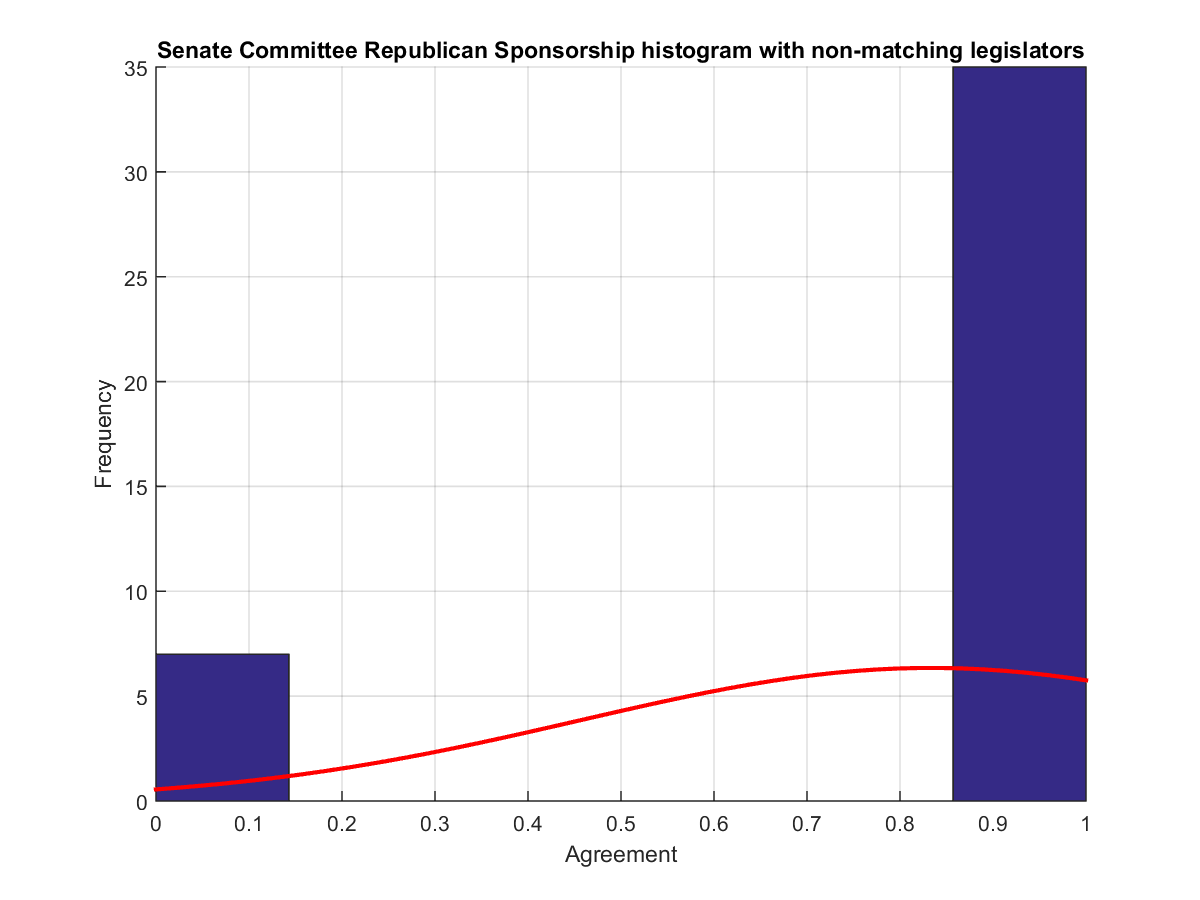 Senate Committee Republican Sponsorship histogram with non-matching legislators
35
30
25
20
15
10
5
0
Frequency
0 0.1 0.2 0.3 0.4 0.5 0.6 0.7 0.8 0.9 1
Agreement